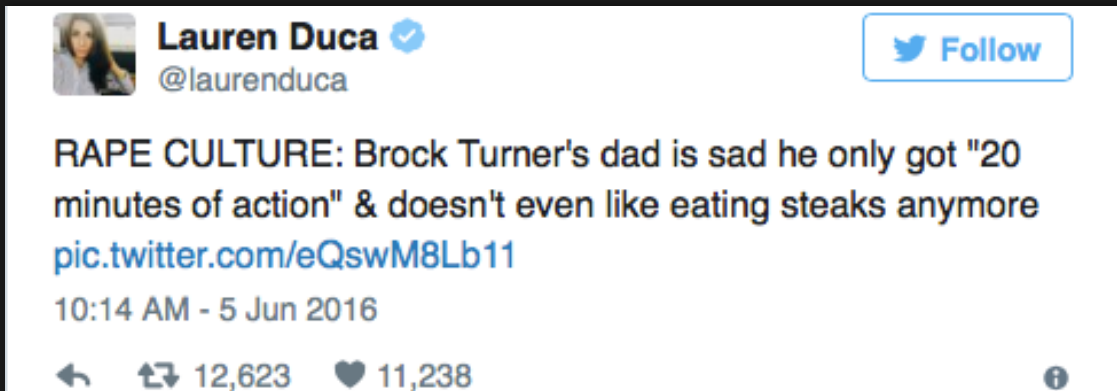 Lauren Duca
@laurenduca
Follow
RAPE CULTURE: Brock Turner's dad is sad he only got "20
minutes of action" & doesn't even like eating steaks anymore
pic.twitter.com/eQswM8Lb11
10:14 AM - 5 Jun 2016
12,623 11,238